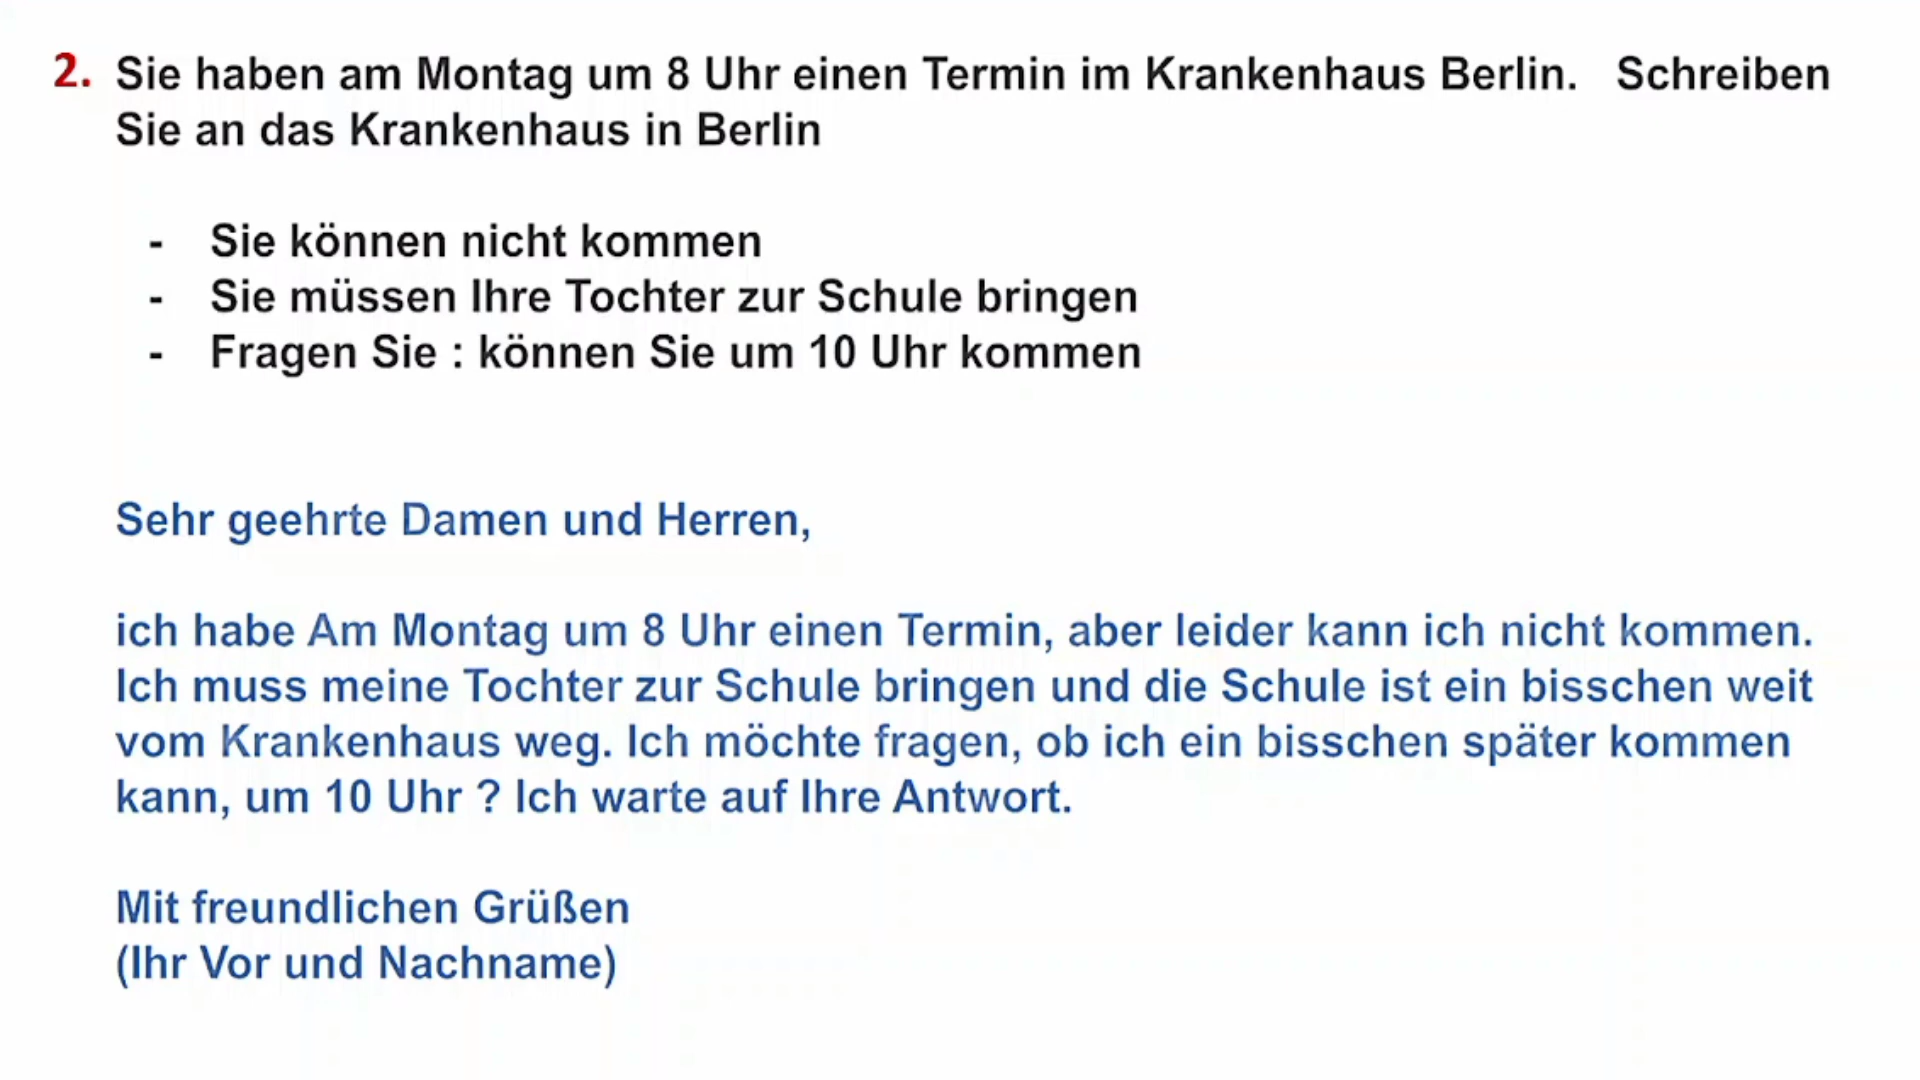 2. Sie haben am Montag um 8 Uhr einen Termin im Krankenhaus Berlin. Schreiben
Sie an das Krankenhaus in Berlin
- Sie können nicht kommen
- Sie müssen Ihre Tochter zur Schule bringen
- Fragen Sie : können Sie um 10 Uhr kommen
Sehr geehrte Damen und Herren,
ich habe Am Montag um 8 Uhr einen Termin, aber leider kann ich nicht kommen.
Ich muss meine Tochter zur Schule bringen und die Schule ist ein bisschen weit
vom Krankenhaus weg. Ich möchte fragen, ob ich ein bisschen später kommen
kann, um 10 Uhr ? Ich warte auf Ihre Antwort.
Mit freundlichen Grüßen
(Ihr Vor und Nachname)